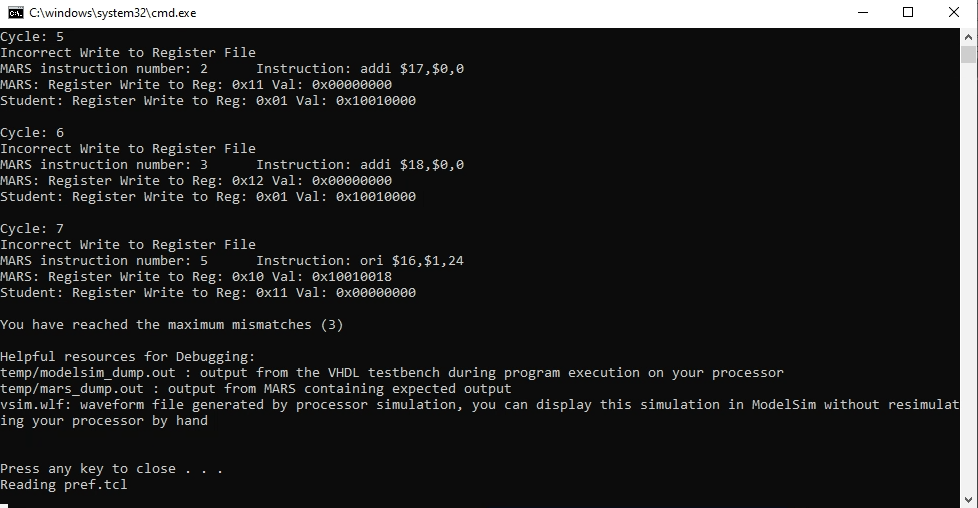 C:\windows\system32\cmd.exe
Cycle: 5
Incorrect Write to Register File
MARS instruction number: 2      Instruction: addi $17,$0,0
MARS: Register Write to Reg: 0x11 Val: 0x00000000
Student: Register Write to Reg: 0x01 Val: 0x10010000
Cycle: 6
Incorrect Write to Register File
MARS instruction number: 3      Instruction: addi $18,$0,0
MARS: Register Write to Reg: 0x12 Val: 0x00000000
Student: Register Write to Reg: 0x01 Val: 0x10010000
Cycle: 7
Incorrect Write to Register File
MARS instruction number: 5      Instruction: ori $16,$1,24
MARS: Register Write to Reg: 0x10 Val: 0x10010018
Student: Register Write to Reg: 0x11 Val: 0x00000000
You have reached the maximum mismatches (3)
Helpful resources for Debugging:
temp/modelsim_dump.out : output from the VHDL testbench during program execution on your processor
temp/mars_dump.out : output from MARS containing expected output
vsim.wlf: waveform file generated by processor simulation, you can display this simulation in ModelSim without resimulat
ing your processor by hand
Press any key to close . . .
Reading pref.tcl